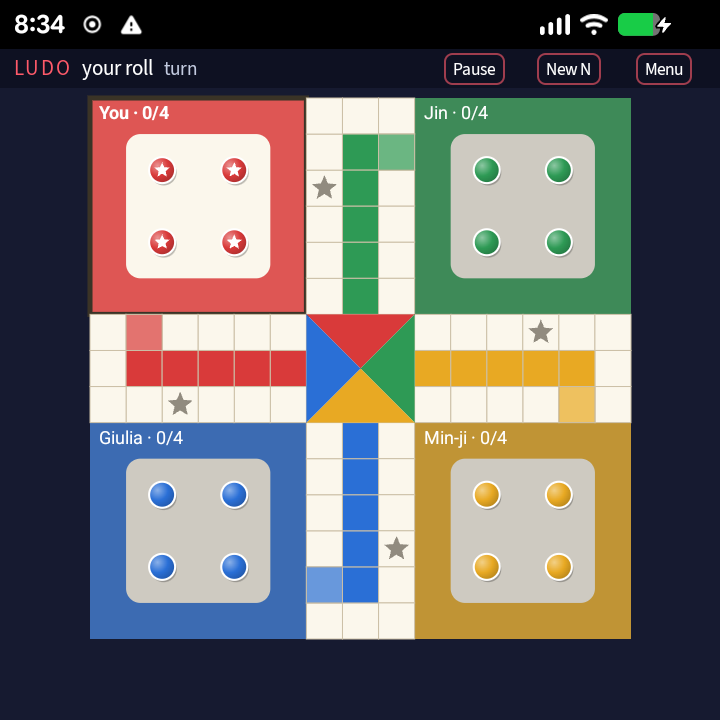 8:34
LUDO your roll turn Pause New N Menu
You · 0/4
Jin · 0/4
Giulia · 0/4
Min-ji · 0/4